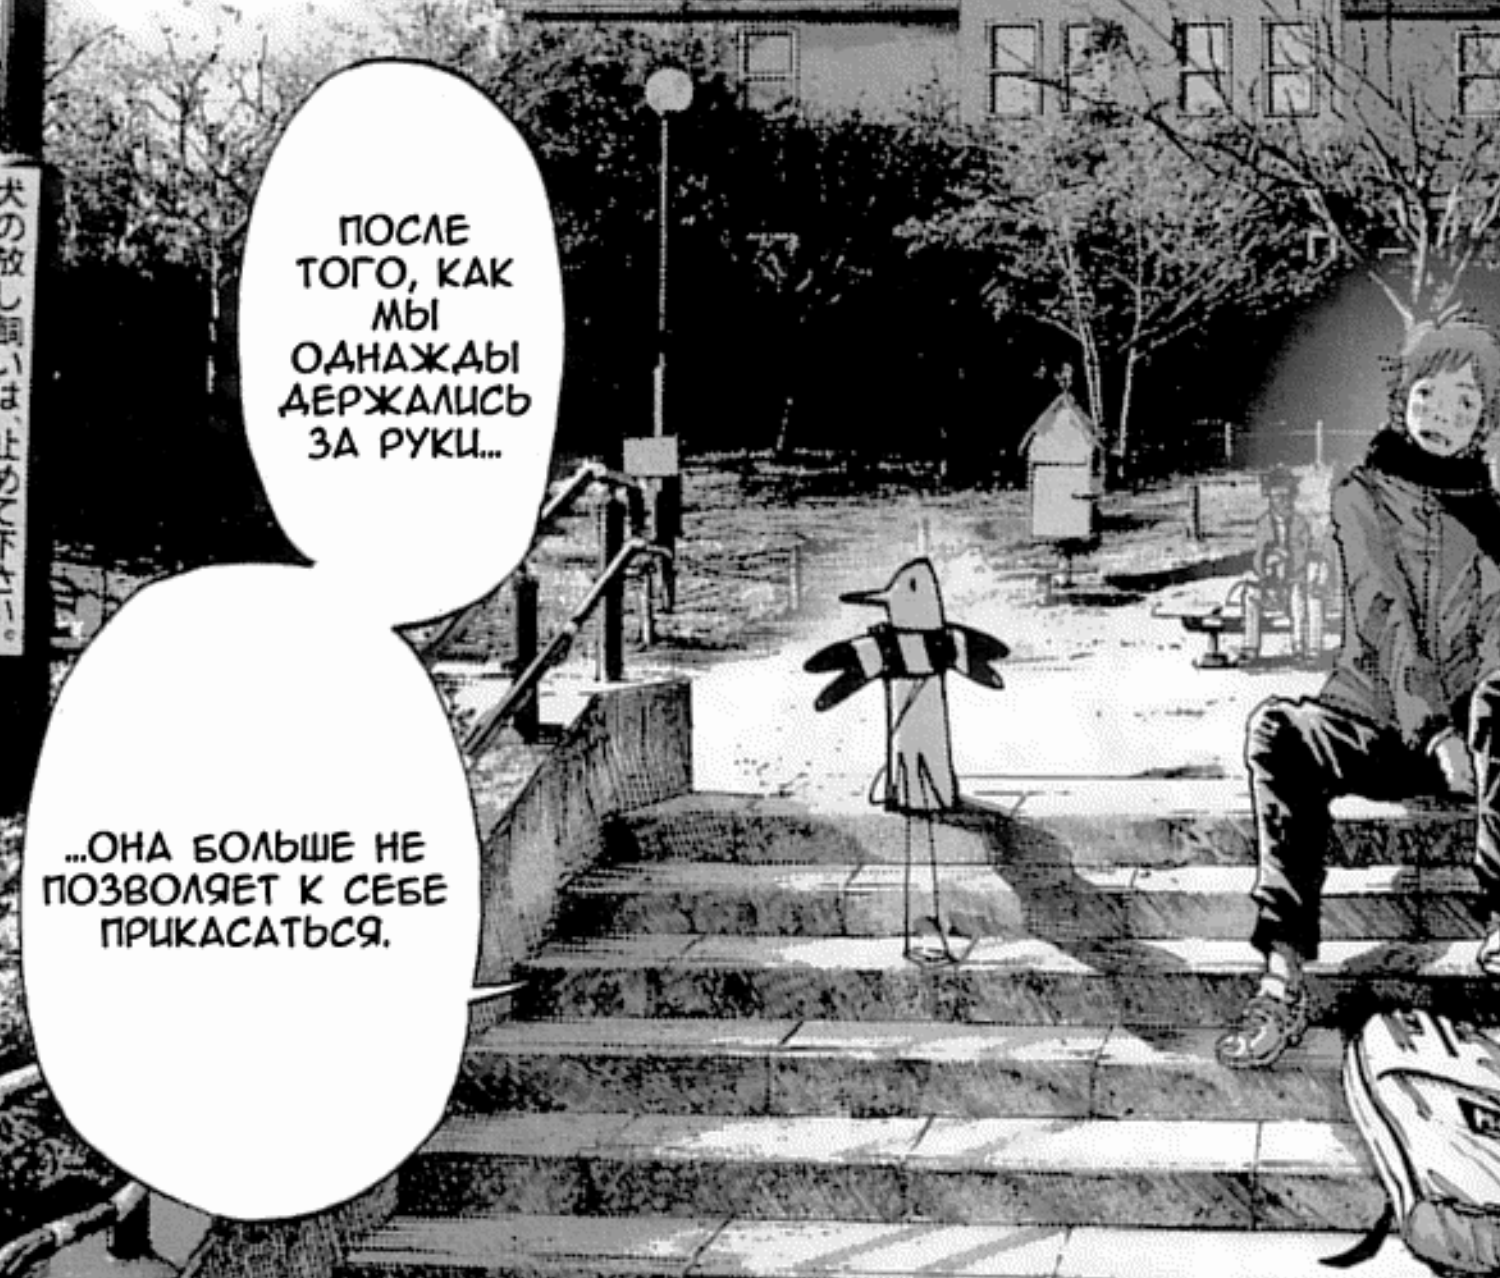 ПОСЛЕ
ТОГО, КАК
МЫ
ОДНАЖДЫ
ДЕРЖАЛИСЬ
ЗА РУКИ...
...ОНА БОЛЬШЕ НЕ
ПОЗВОЛЯЕТ К СЕБЕ
ПРИКАСАТЬСЯ.
犬の放し飼いは、止めて下さい。